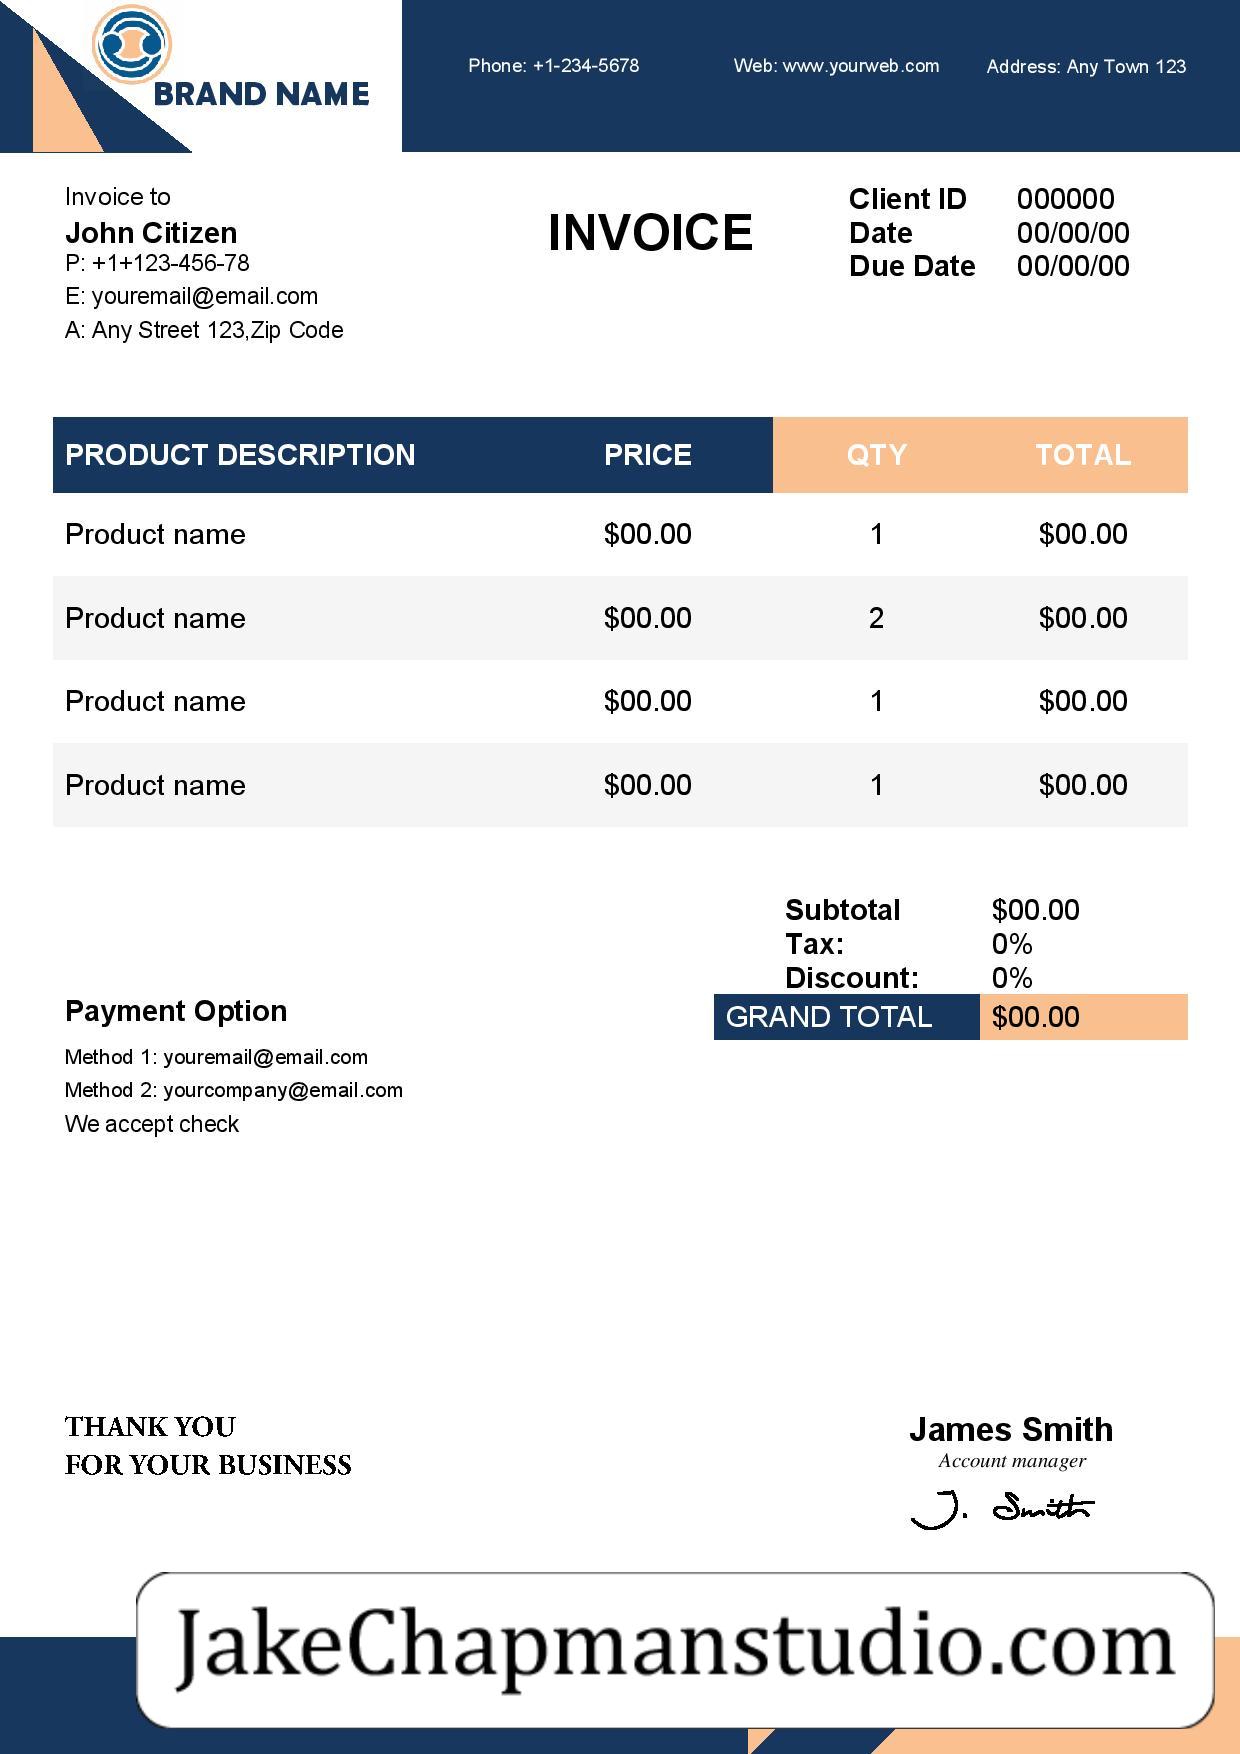 BRAND NAME
Phone: +1-234-5678 Web: www.yourweb.com Address: Any Town 123
Invoice to
John Citizen
P: +1+123-456-78
E: youremail@email.com
A: Any Street 123,Zip Code
INVOICE
Client ID 000000
Date 00/00/00
Due Date 00/00/00
PRODUCT DESCRIPTION PRICE QTY TOTAL
Product name $00.00 1 $00.00
Product name $00.00 2 $00.00
Product name $00.00 1 $00.00
Product name $00.00 1 $00.00
Subtotal $00.00
Tax: 0%
Discount: 0%
GRAND TOTAL $00.00
Payment Option
Method 1: youremail@email.com
Method 2: yourcompany@email.com
We accept check
THANK YOU
FOR YOUR BUSINESS
James Smith
Account manager
J. Smith
JakeChapmanstudio.com